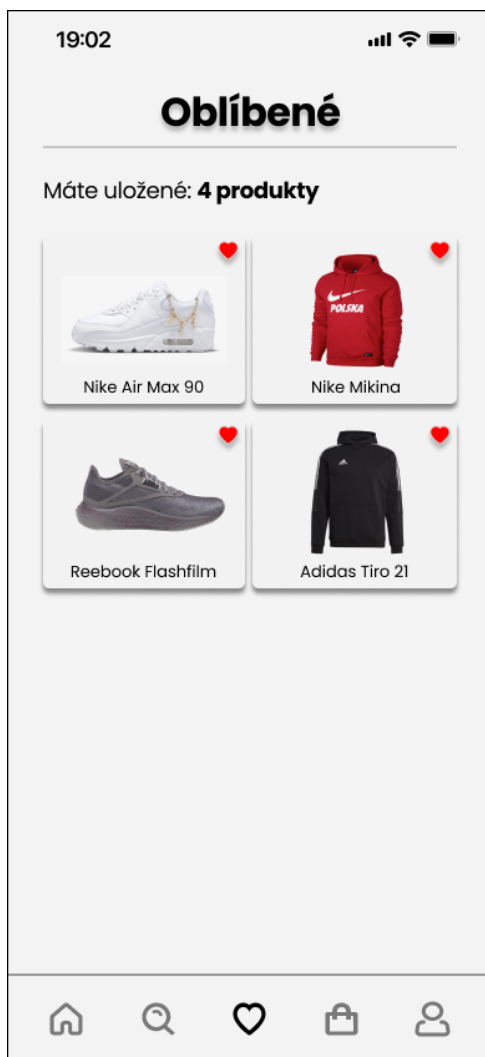 19:02
Oblíbené
Máte uložené: 4 produkty
POLSKA
Nike Air Max 90
Nike Mikina
Reebook Flashfilm
Adidas Tiro 21